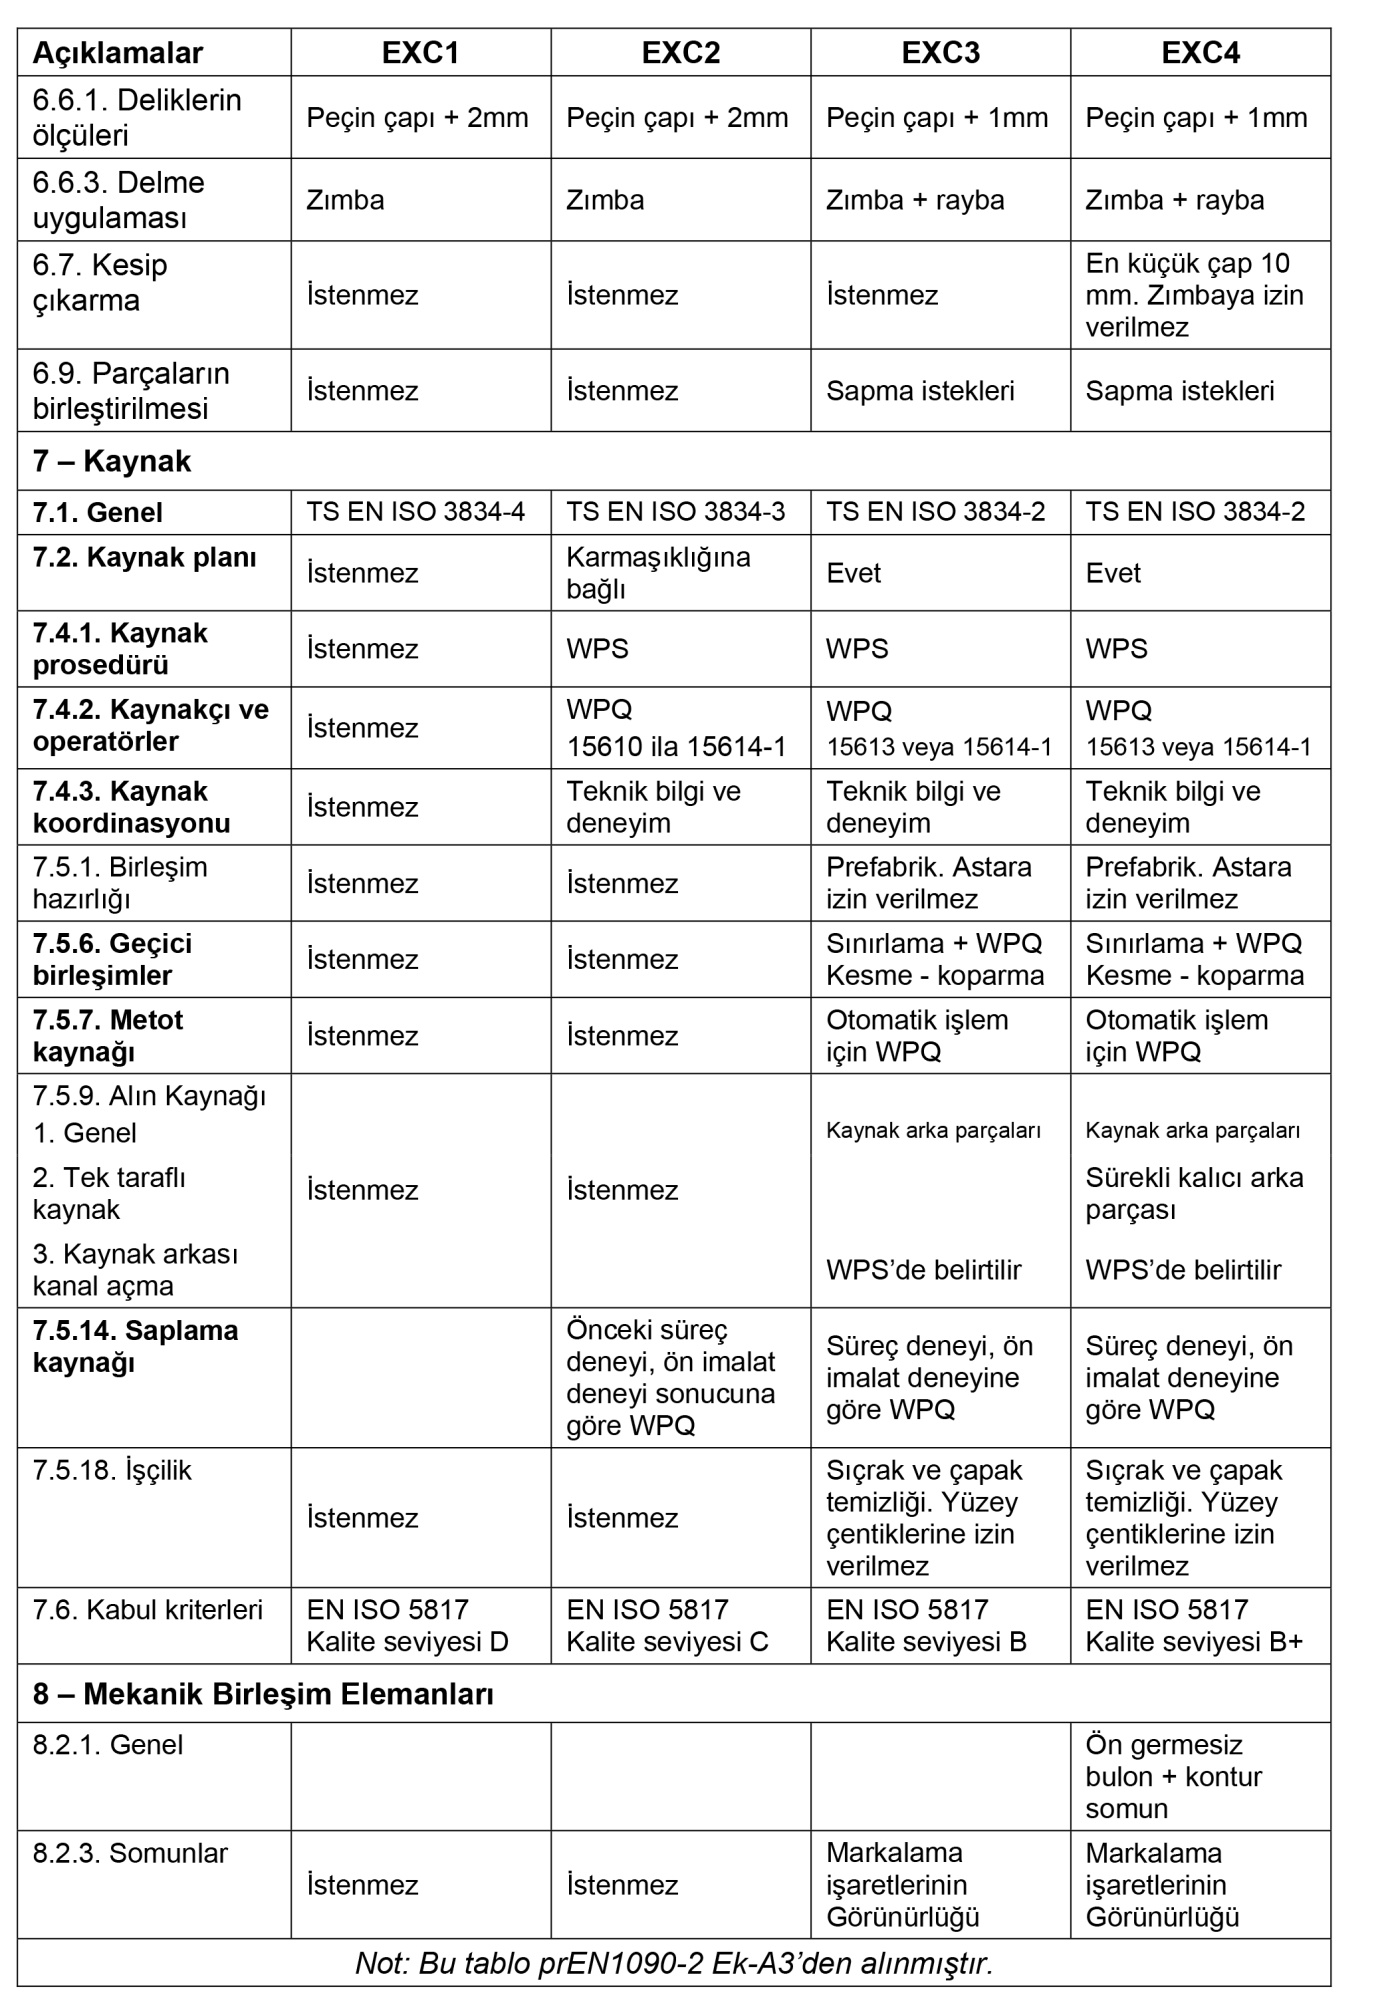 Açıklamalar EXC1 EXC2 EXC3 EXC4
6.6.1. Deliklerin
ölçüleri
Peçin çapı + 2mm
Peçin çapı + 2mm
Peçin çapı + 1mm
Peçin çapı + 1mm
6.6.3. Delme
uygulaması
Zımba
Zımba
Zımba + rayba
Zımba + rayba
6.7. Kesip
çıkarma
İstenmez
İstenmez
İstenmez
En küçük çap 10
mm. Zımbaya izin
verilmez
6.9. Parçaların
birleştirilmesi
İstenmez
İstenmez
Sapma istekleri
Sapma istekleri
7 – Kaynak
7.1. Genel
TS EN ISO 3834-4
TS EN ISO 3834-3
TS EN ISO 3834-2
TS EN ISO 3834-2
7.2. Kaynak planı
İstenmez
Karmaşıklığına
bağlı
Evet
Evet
7.4.1. Kaynak
prosedürü
İstenmez
WPS
WPS
WPS
7.4.2. Kaynakçı ve
operatörler
İstenmez
WPQ
15610 ila 15614-1
WPQ
15613 veya 15614-1
WPQ
15613 veya 15614-1
7.4.3. Kaynak
koordinasyonu
İstenmez
Teknik bilgi ve
deneyim
Teknik bilgi ve
deneyim
Teknik bilgi ve
deneyim
7.5.1. Birleşim
hazırlığı
İstenmez
İstenmez
Prefabrik. Astara
izin verilmez
Prefabrik. Astara
izin verilmez
7.5.6. Geçici
birleşimler
İstenmez
İstenmez
Sınırlama + WPQ
Kesme - koparma
Sınırlama + WPQ
Kesme - koparma
7.5.7. Metot
kaynağı
İstenmez
İstenmez
Otomatik işlem
için WPQ
Otomatik işlem
için WPQ
7.5.9. Alın Kaynağı
1. Genel
2. Tek taraflı
kaynak
3. Kaynak arkası
kanal açma
İstenmez
İstenmez
Kaynak arka parçaları
WPS’de belirtilir
Kaynak arka parçaları
Sürekli kalıcı arka
parçası
WPS’de belirtilir
7.5.14. Saplama
kaynağı
Önceki süreç
deneyi, ön imalat
deneyi sonucuna
göre WPQ
Süreç deneyi, ön
imalat deneyine
göre WPQ
Süreç deneyi, ön
imalat deneyine
göre WPQ
7.5.18. İşçilik
İstenmez
İstenmez
Sıçrak ve çapak
temizliği. Yüzey
çentiklerine izin
verilmez
Sıçrak ve çapak
temizliği. Yüzey
çentiklerine izin
verilmez
7.6. Kabul kriterleri
EN ISO 5817
Kalite seviyesi D
EN ISO 5817
Kalite seviyesi C
EN ISO 5817
Kalite seviyesi B
EN ISO 5817
Kalite seviyesi B+
8 – Mekanik Birleşim Elemanları
8.2.1. Genel
Ön germesiz
bulon + kontur
somun
8.2.3. Somunlar
İstenmez
İstenmez
Markalama
işaretlerinin
Görünürlüğü
Markalama
işaretlerinin
Görünürlüğü
Not: Bu tablo prEN1090-2 Ek-A3’den alınmıştır.